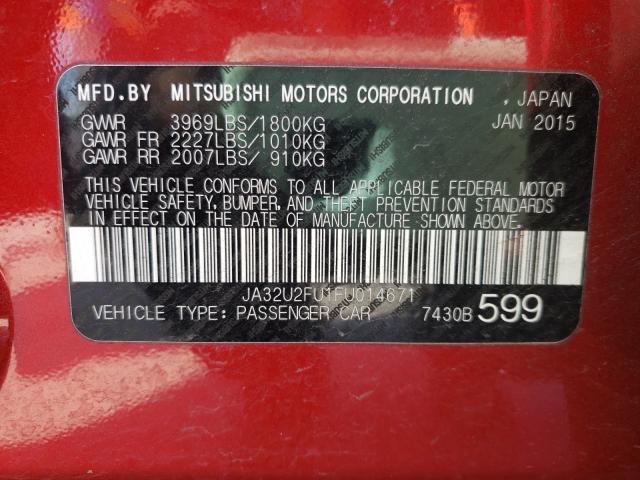 MFD.BY MITSUBISHI MOTORS CORPORATION , JAPAN
GVWR 3969LBS/1800KG JAN 2015
GAWR FR 2227LBS/1010KG
GAWR RR 2007LBS/ 910KG
THIS VEHICLE CONFORMS TO ALL APPLICABLE FEDERAL MOTOR
VEHICLE SAFETY, BUMPER, AND THEFT PREVENTION STANDARDS
IN EFFECT ON THE DATE OF MANUFACTURE SHOWN ABOVE.
JA32U2FU1FU014671
VEHICLE TYPE: PASSENGER CAR 7430B 599